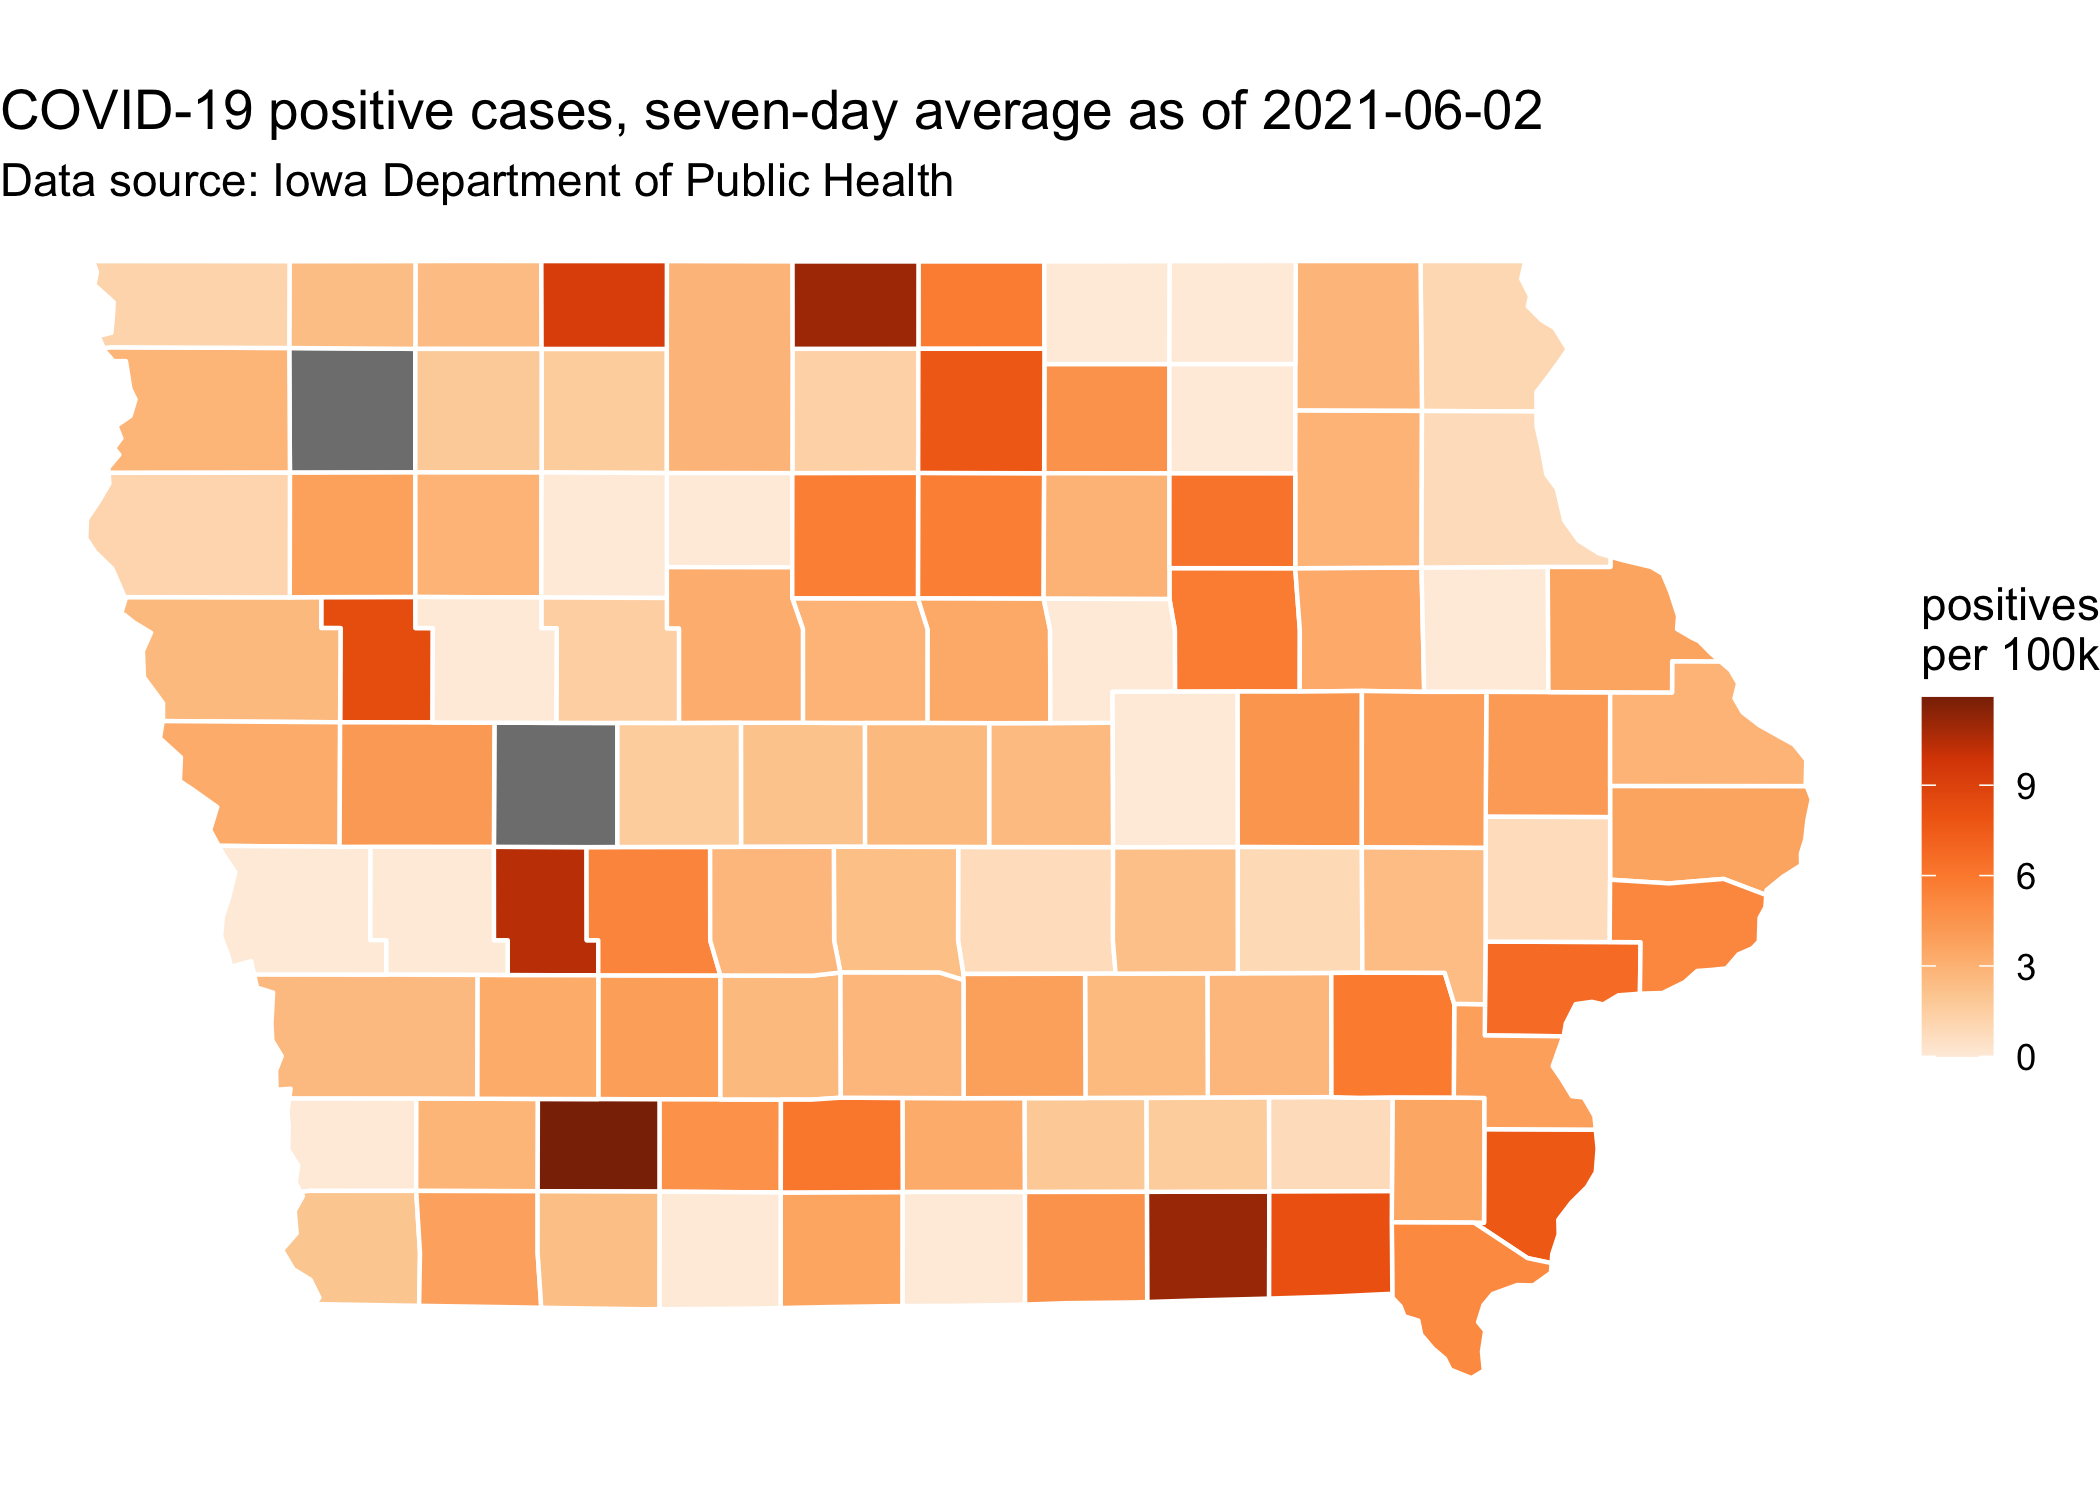 COVID-19 positive cases, seven-day average as of 2021-06-02
Data source: Iowa Department of Public Health
positives
per 100k
9
6
3
0